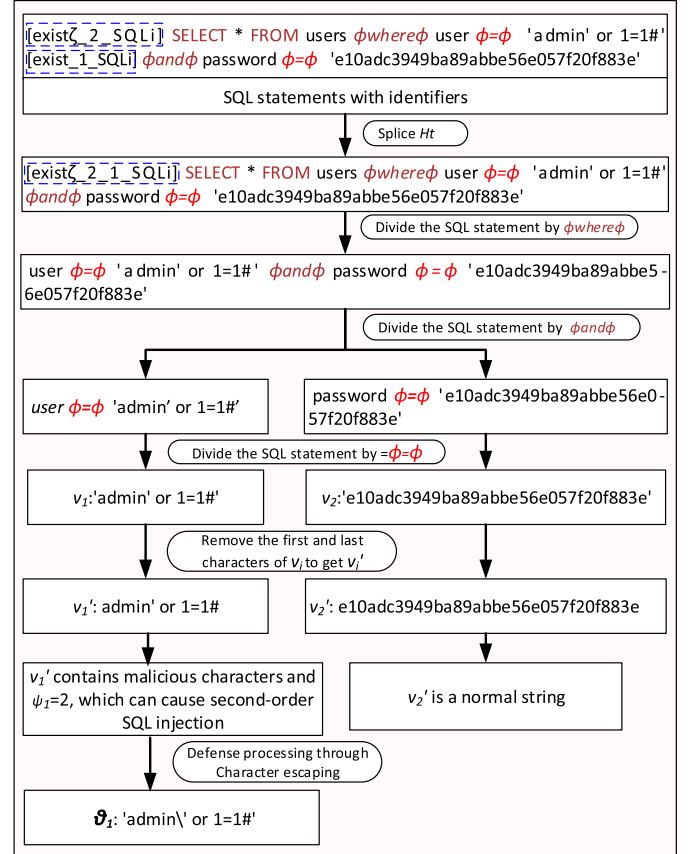 [existζ_2_SQLi] SELECT * FROM users ϕwhereϕ user ϕ=ϕ 'admin' or 1=1#'
[exist_1_SQLi] ϕandϕ password ϕ=ϕ 'e10adc3949ba89abbe56e057f20f883e'
SQL statements with identifiers
Splice Ht
[existζ_2_1_SQLi] SELECT * FROM users ϕwhereϕ user ϕ=ϕ 'admin' or 1=1#'
ϕandϕ password ϕ=ϕ 'e10adc3949ba89abbe56e057f20f883e'
Divide the SQL statement by ϕwhereϕ
user ϕ=ϕ 'admin' or 1=1#' ϕandϕ password ϕ=ϕ 'e10adc3949ba89abbe5-
6e057f20f883e'
Divide the SQL statement by ϕandϕ
user ϕ=ϕ 'admin’ or 1=1#’
password ϕ=ϕ 'e10adc3949ba89abbe56e0-
57f20f883e'
Divide the SQL statement by =ϕ=ϕ
v₁:'admin' or 1=1#'
v₂:'e10adc3949ba89abbe56e057f20f883e'
Remove the first and last
characters of vᵢ to get vᵢ'
v₁': admin' or 1=1#
v₂': e10adc3949ba89abbe56e057f20f883e
v₁' contains malicious characters and
ψ₁=2, which can cause second-order
SQL injection
v₂' is a normal string
Defense processing through
Character escaping
ϑ₁: 'admin\' or 1=1#'